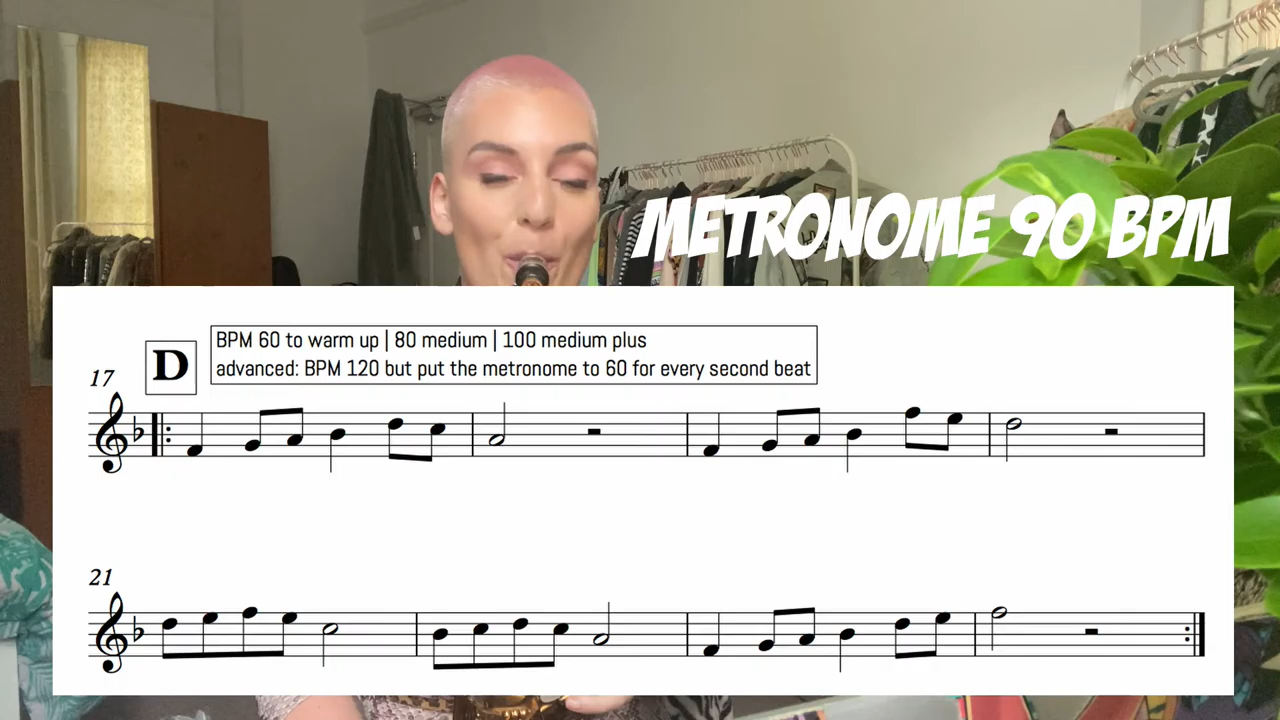 METRONOME 90 BPM
D
BPM 60 to warm up | 80 medium | 100 medium plus
advanced: BPM 120 but put the metronome to 60 for every second beat
17
21